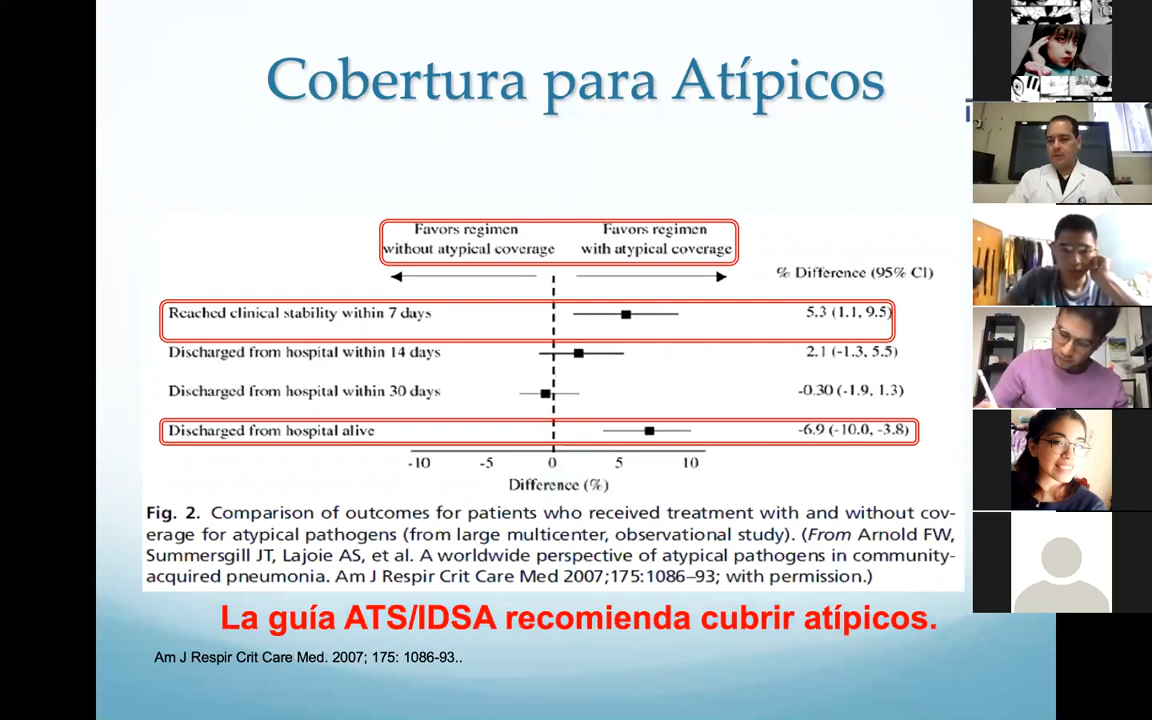 Cobertura para Atípicos
Favors regimen without atypical coverage
Favors regimen with atypical coverage
% Difference (95% CI)
Reached clinical stability within 7 days 5.3 (1.1, 9.5)
Discharged from hospital within 14 days 2.1 (-1.3, 5.5)
Discharged from hospital within 30 days -0.30 (-1.9, 1.3)
Discharged from hospital alive -6.9 (-10.0, -3.8)
-10 -5 0 5 10
Difference (%)
Fig. 2. Comparison of outcomes for patients who received treatment with and without cov-
erage for atypical pathogens (from large multicenter, observational study). (From Arnold FW,
Summersgill JT, Lajoie AS, et al. A worldwide perspective of atypical pathogens in community-
acquired pneumonia. Am J Respir Crit Care Med 2007;175:1086–93; with permission.)
La guía ATS/IDSA recomienda cubrir atípicos.
Am J Respir Crit Care Med. 2007; 175: 1086-93..